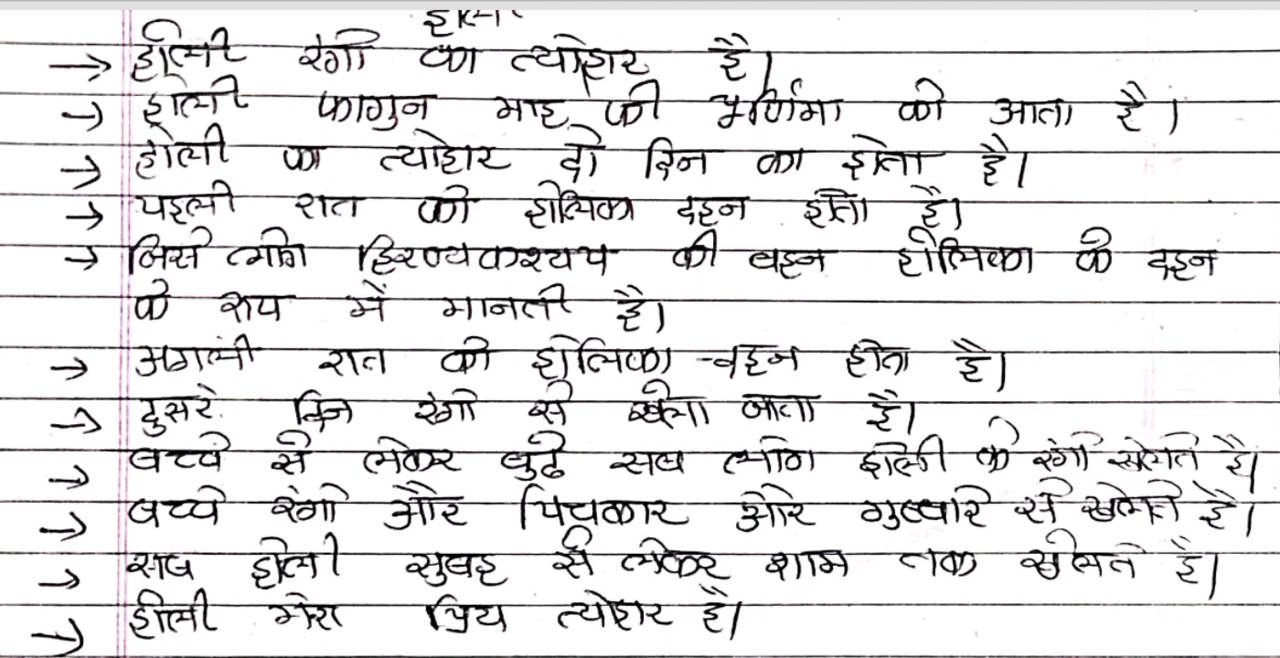 होली
→ होली रंगो का त्योहार है।
→ होली फागुन माह की पूर्णिमा को आता है।
→ होली का त्योहार दो दिन का होता है।
→ पहली रात को होलिका दहन होता है।
→ जिसे लोग हिरण्यकश्यप की बहन होलिका के दहन
के रूप में मानती है।
→ अगली रात को होलिका दहन होता है।
→ दुसरे दिन रंगो से खेला जाता है।
→ बच्चे से लेकर बुढे सब लोग होली के रंगो खेलते है।
→ बच्चे रंगो और पिचकार और गुब्बारे से खेलते है।
→ सब होली सुबह से लेकर शाम तक खेलते है।
→ होली मेरा प्रिय त्योहार है।